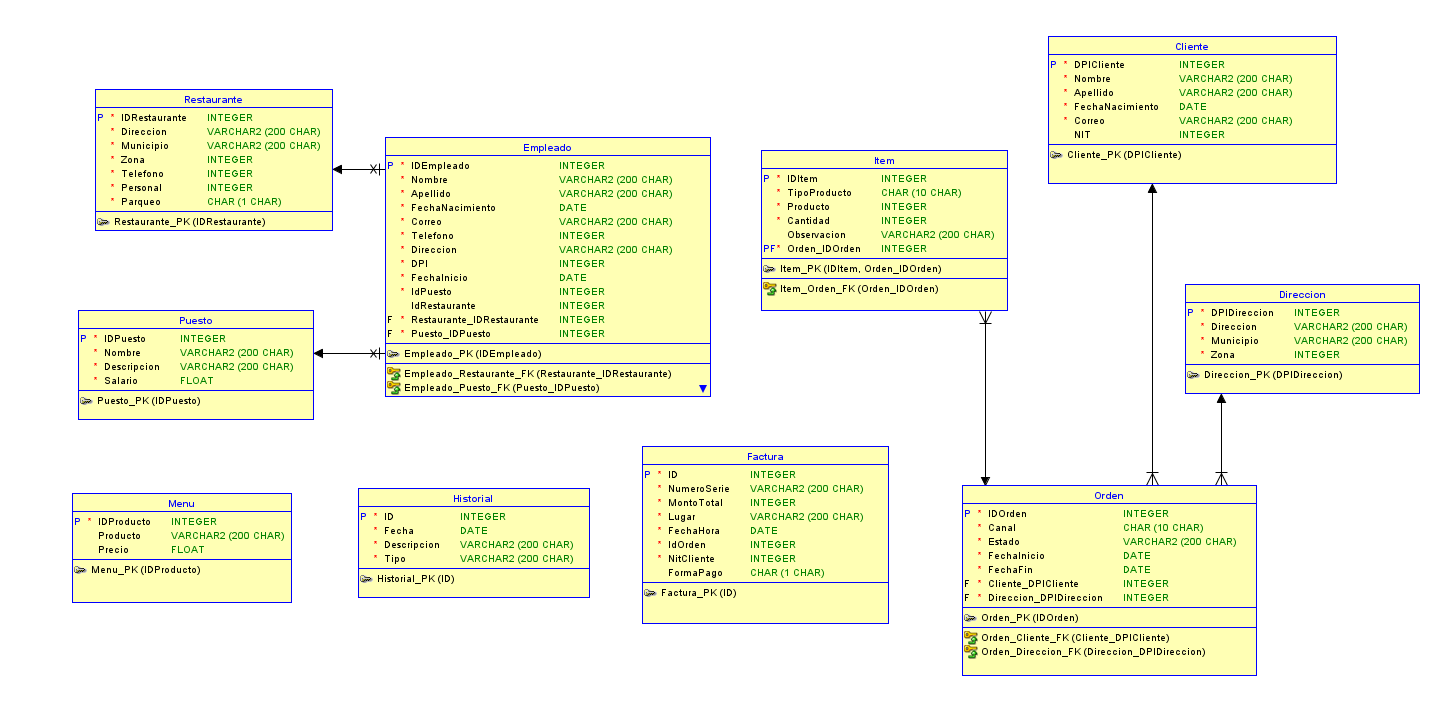 Restaurante
P * IDRestaurante INTEGER
* Direccion VARCHAR2 (200 CHAR)
* Municipio VARCHAR2 (200 CHAR)
* Zona INTEGER
* Telefono INTEGER
* Personal INTEGER
* Parqueo CHAR (1 CHAR)
Restaurante_PK (IDRestaurante)
Empleado
P * IDEmpleado INTEGER
* Nombre VARCHAR2 (200 CHAR)
* Apellido VARCHAR2 (200 CHAR)
* FechaNacimiento DATE
* Correo VARCHAR2 (200 CHAR)
* Telefono INTEGER
* Direccion VARCHAR2 (200 CHAR)
* DPI INTEGER
* FechaInicio DATE
* IdPuesto INTEGER
IdRestaurante INTEGER
F * Restaurante_IDRestaurante INTEGER
F * Puesto_IDPuesto INTEGER
Empleado_PK (IDEmpleado)
Empleado_Restaurante_FK (Restaurante_IDRestaurante)
Empleado_Puesto_FK (Puesto_IDPuesto)
Item
P * IDItem INTEGER
* TipoProducto CHAR (10 CHAR)
* Producto INTEGER
* Cantidad INTEGER
Observacion VARCHAR2 (200 CHAR)
PF* Orden_IDOrden INTEGER
Item_PK (IDItem, Orden_IDOrden)
Item_Orden_FK (Orden_IDOrden)
Cliente
P * DPICliente INTEGER
* Nombre VARCHAR2 (200 CHAR)
* Apellido VARCHAR2 (200 CHAR)
* FechaNacimiento DATE
* Correo VARCHAR2 (200 CHAR)
NIT INTEGER
Cliente_PK (DPICliente)
Puesto
P * IDPuesto INTEGER
* Nombre VARCHAR2 (200 CHAR)
* Descripcion VARCHAR2 (200 CHAR)
* Salario FLOAT
Puesto_PK (IDPuesto)
Direccion
P * DPIDireccion INTEGER
* Direccion VARCHAR2 (200 CHAR)
* Municipio VARCHAR2 (200 CHAR)
* Zona INTEGER
Direccion_PK (DPIDireccion)
Menu
P * IDProducto INTEGER
Producto VARCHAR2 (200 CHAR)
Precio FLOAT
Menu_PK (IDProducto)
Historial
P * ID INTEGER
* Fecha DATE
* Descripcion VARCHAR2 (200 CHAR)
* Tipo VARCHAR2 (200 CHAR)
Historial_PK (ID)
Factura
P * ID INTEGER
* NumeroSerie VARCHAR2 (200 CHAR)
* MontoTotal INTEGER
* Lugar VARCHAR2 (200 CHAR)
* FechaHora DATE
* IdOrden INTEGER
* NitCliente INTEGER
FormaPago CHAR (1 CHAR)
Factura_PK (ID)
Orden
P * IDOrden INTEGER
* Canal CHAR (10 CHAR)
* Estado VARCHAR2 (200 CHAR)
* FechaInicio DATE
* FechaFin DATE
F * Cliente_DPICliente INTEGER
F * Direccion_DPIDireccion INTEGER
Orden_PK (IDOrden)
Orden_Cliente_FK (Cliente_DPICliente)
Orden_Direccion_FK (Direccion_DPIDireccion)